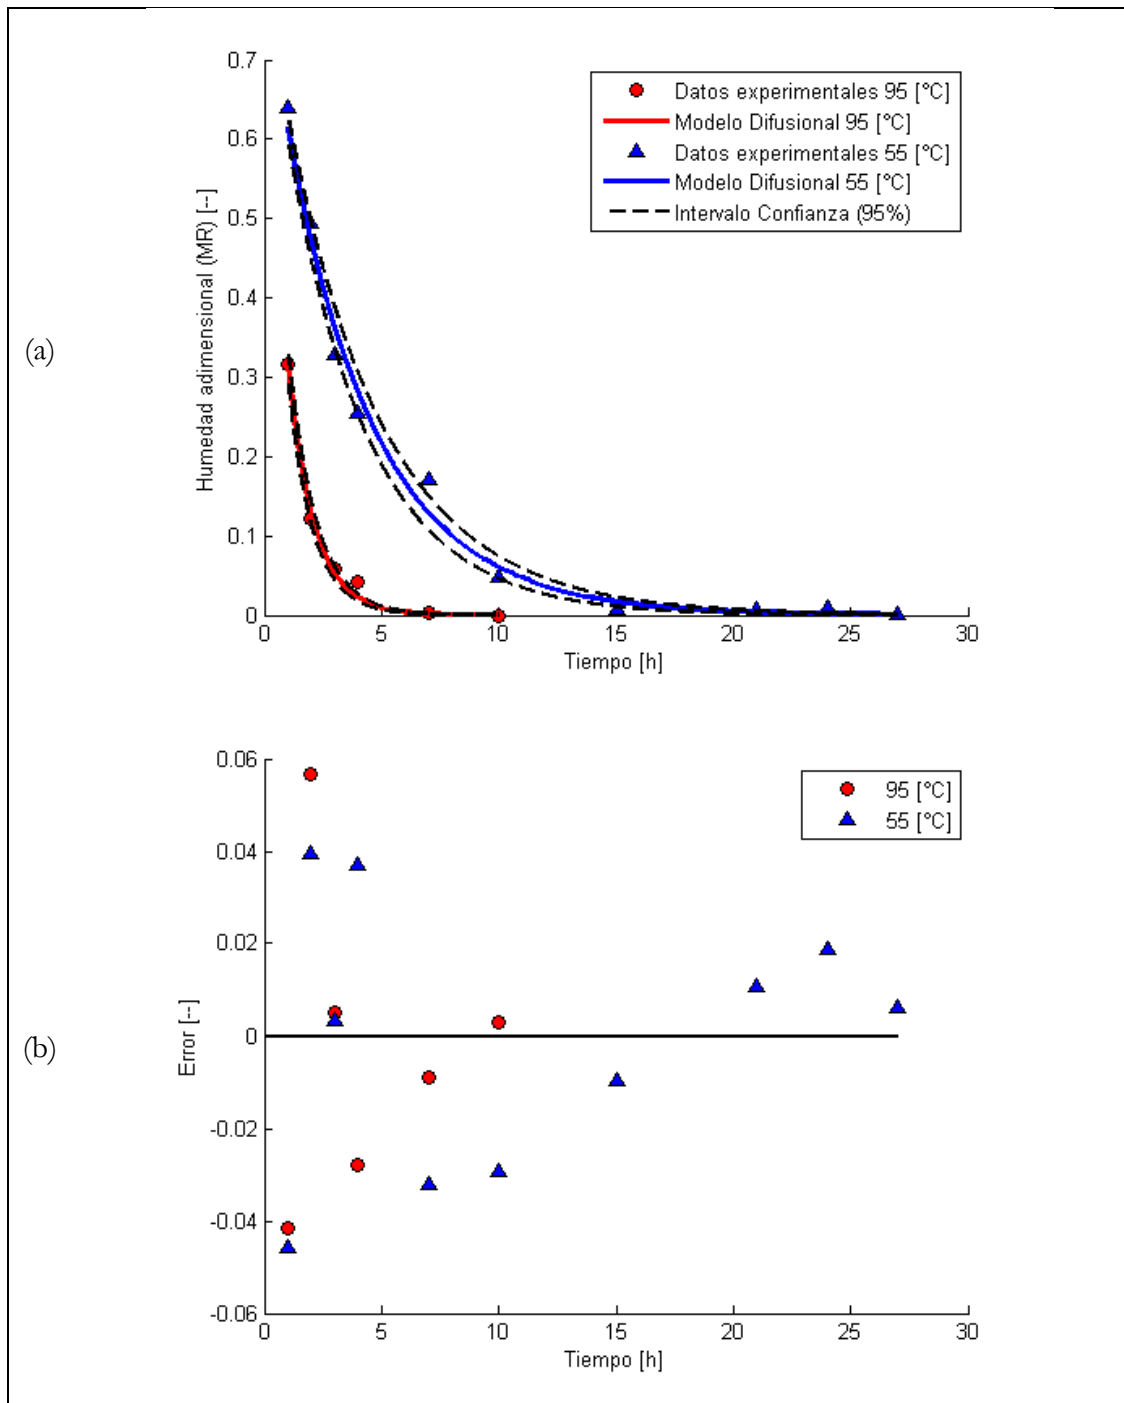 (a)
0.7
0.6
0.5
0.4
0.3
0.2
0.1
0
Humedad adimensional (MR) [--]
Datos experimentales 95 [°C]
Modelo Difusional 95 [°C]
Datos experimentales 55 [°C]
Modelo Difusional 55 [°C]
Intervalo Confianza (95%)
0 5 10 15 20 25 30
Tiempo [h]
(b)
0.06
0.04
0.02
0
-0.02
-0.04
-0.06
Error [--]
95 [°C]
55 [°C]
0 5 10 15 20 25 30
Tiempo [h]